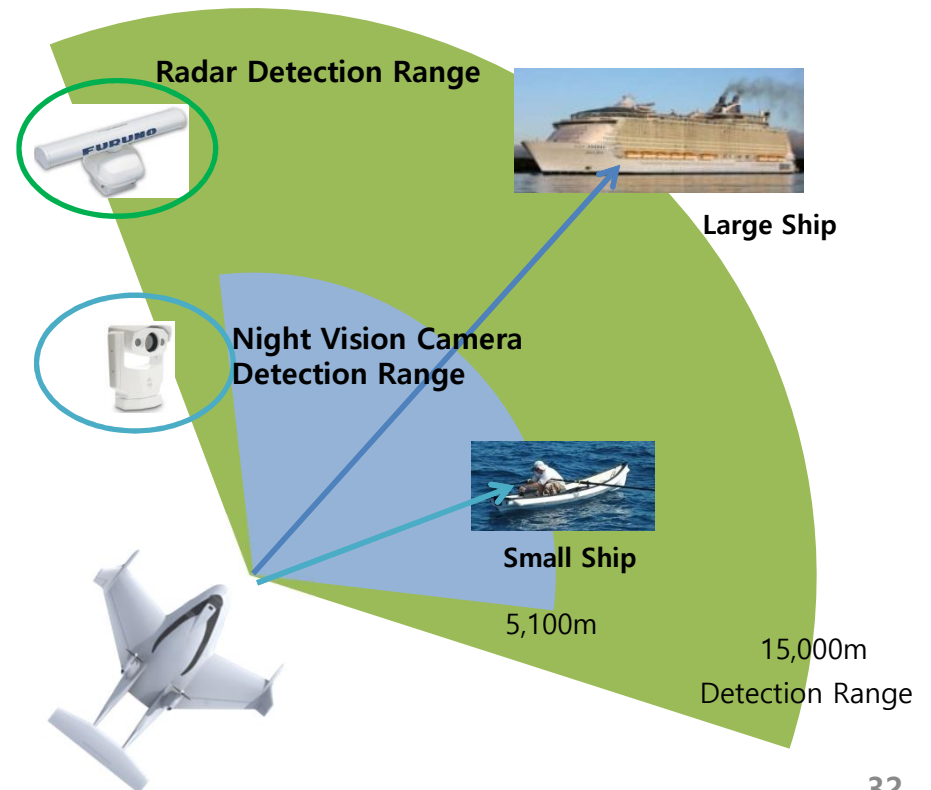 Radar Detection Range
FURUNO
Large Ship
Night Vision Camera
Detection Range
Small Ship
5,100m
15,000m
Detection Range
32